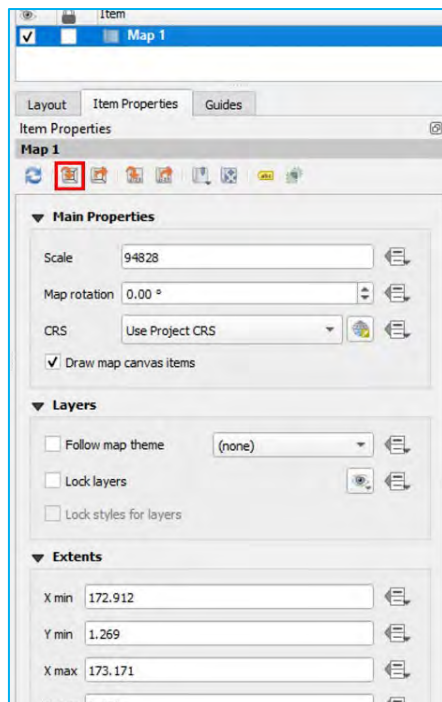 Item
Map 1
Layout Item Properties Guides
Item Properties
Map 1
abc
Main Properties
Scale 94828
Map rotation 0.00 °
CRS Use Project CRS
Draw map canvas items
Layers
Follow map theme (none)
Lock layers
Lock styles for layers
Extents
X min 172.912
Y min 1.269
X max 173.171